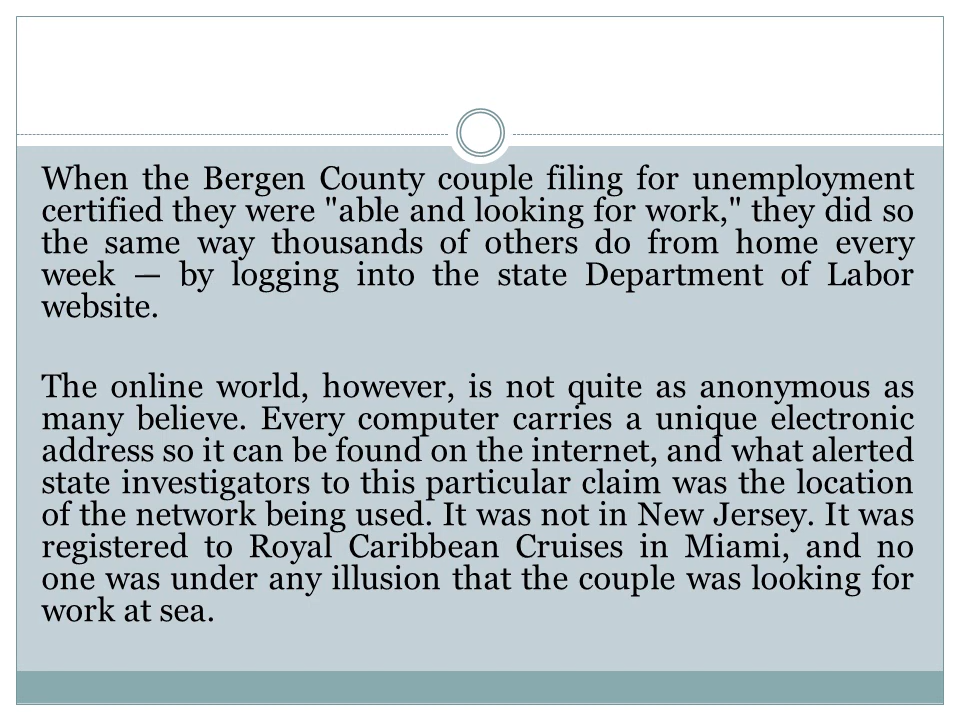 When the Bergen County couple filing for unemployment
certified they were "able and looking for work," they did so
the same way thousands of others do from home every
week — by logging into the state Department of Labor
website.
The online world, however, is not quite as anonymous as
many believe. Every computer carries a unique electronic
address so it can be found on the internet, and what alerted
state investigators to this particular claim was the location
of the network being used. It was not in New Jersey. It was
registered to Royal Caribbean Cruises in Miami, and no
one was under any illusion that the couple was looking for
work at sea.